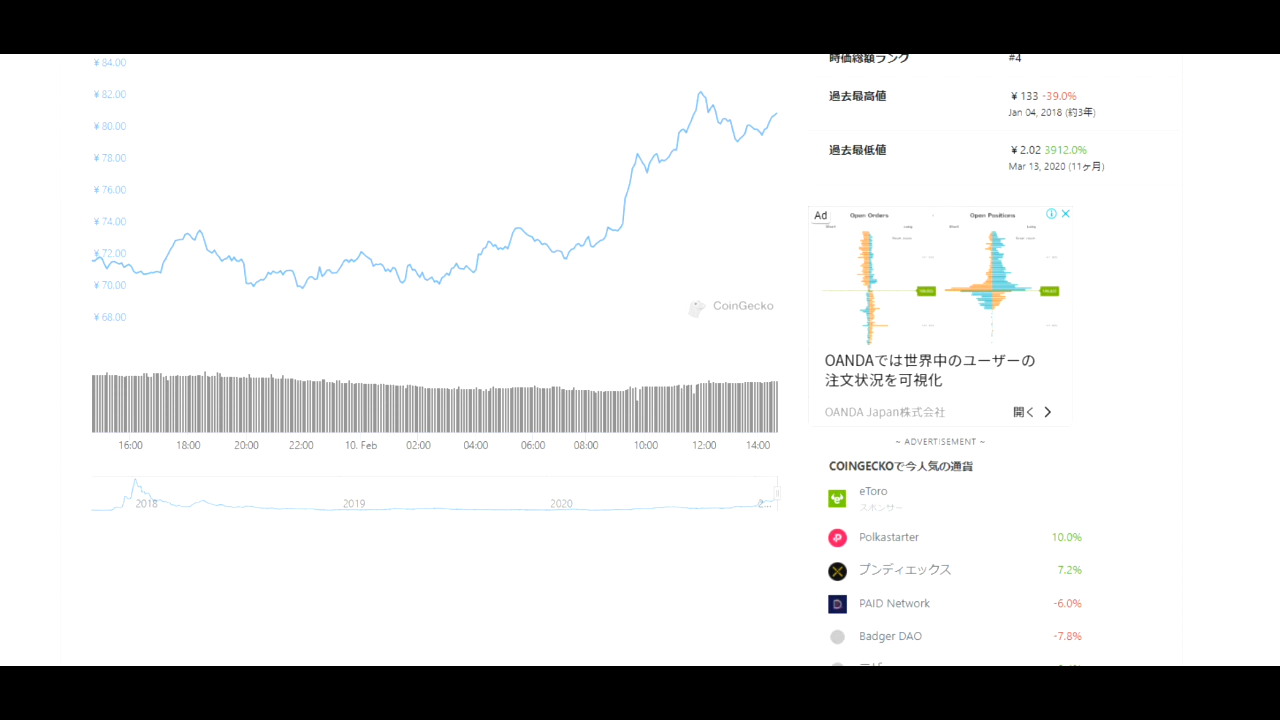 ¥ 84.00
¥ 82.00
¥ 80.00
¥ 78.00
¥ 76.00
¥ 74.00
¥ 72.00
¥ 70.00
¥ 68.00
CoinGecko
16:00 18:00 20:00 22:00 10. Feb 02:00 04:00 06:00 08:00 10:00 12:00 14:00
2018 2019 2020 2...
時価総額ランク #4
過去最高値 ¥ 133 -39.0%
Jan 04, 2018 (約3年)
過去最低値 ¥ 2.02 3912.0%
Mar 13, 2020 (11ヶ月)
Ad
Open Orders Open Positions
OANDAでは世界中のユーザーの
注文状況を可視化
OANDA Japan株式会社 開く
~ ADVERTISEMENT ~
COINGECKOで今人気の通貨
eToro
スポンサー
Polkastarter 10.0%
プンディエックス 7.2%
PAID Network -6.0%
Badger DAO -7.8%